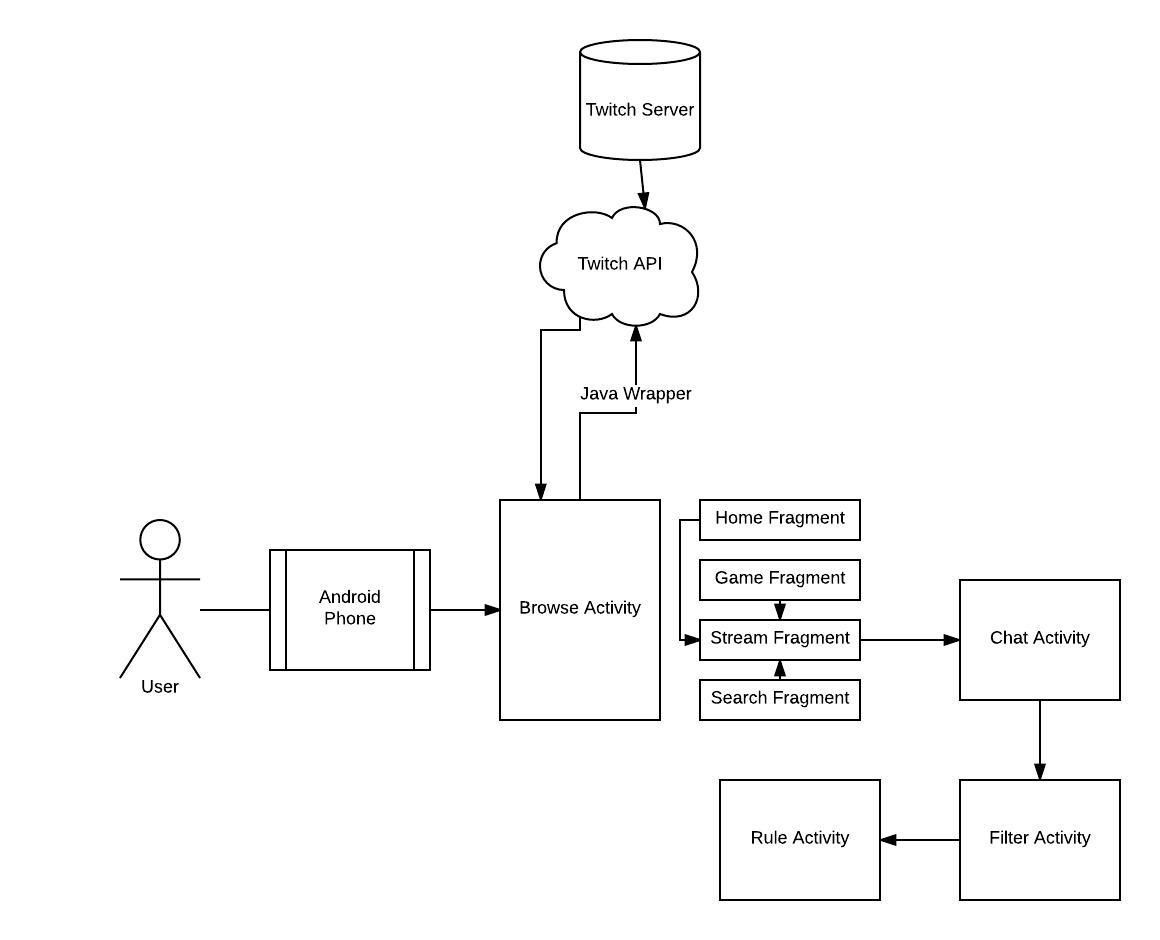 Twitch Server
Twitch API
Java Wrapper
User
Android
Phone
Browse Activity
Home Fragment
Game Fragment
Stream Fragment
Search Fragment
Chat Activity
Rule Activity
Filter Activity